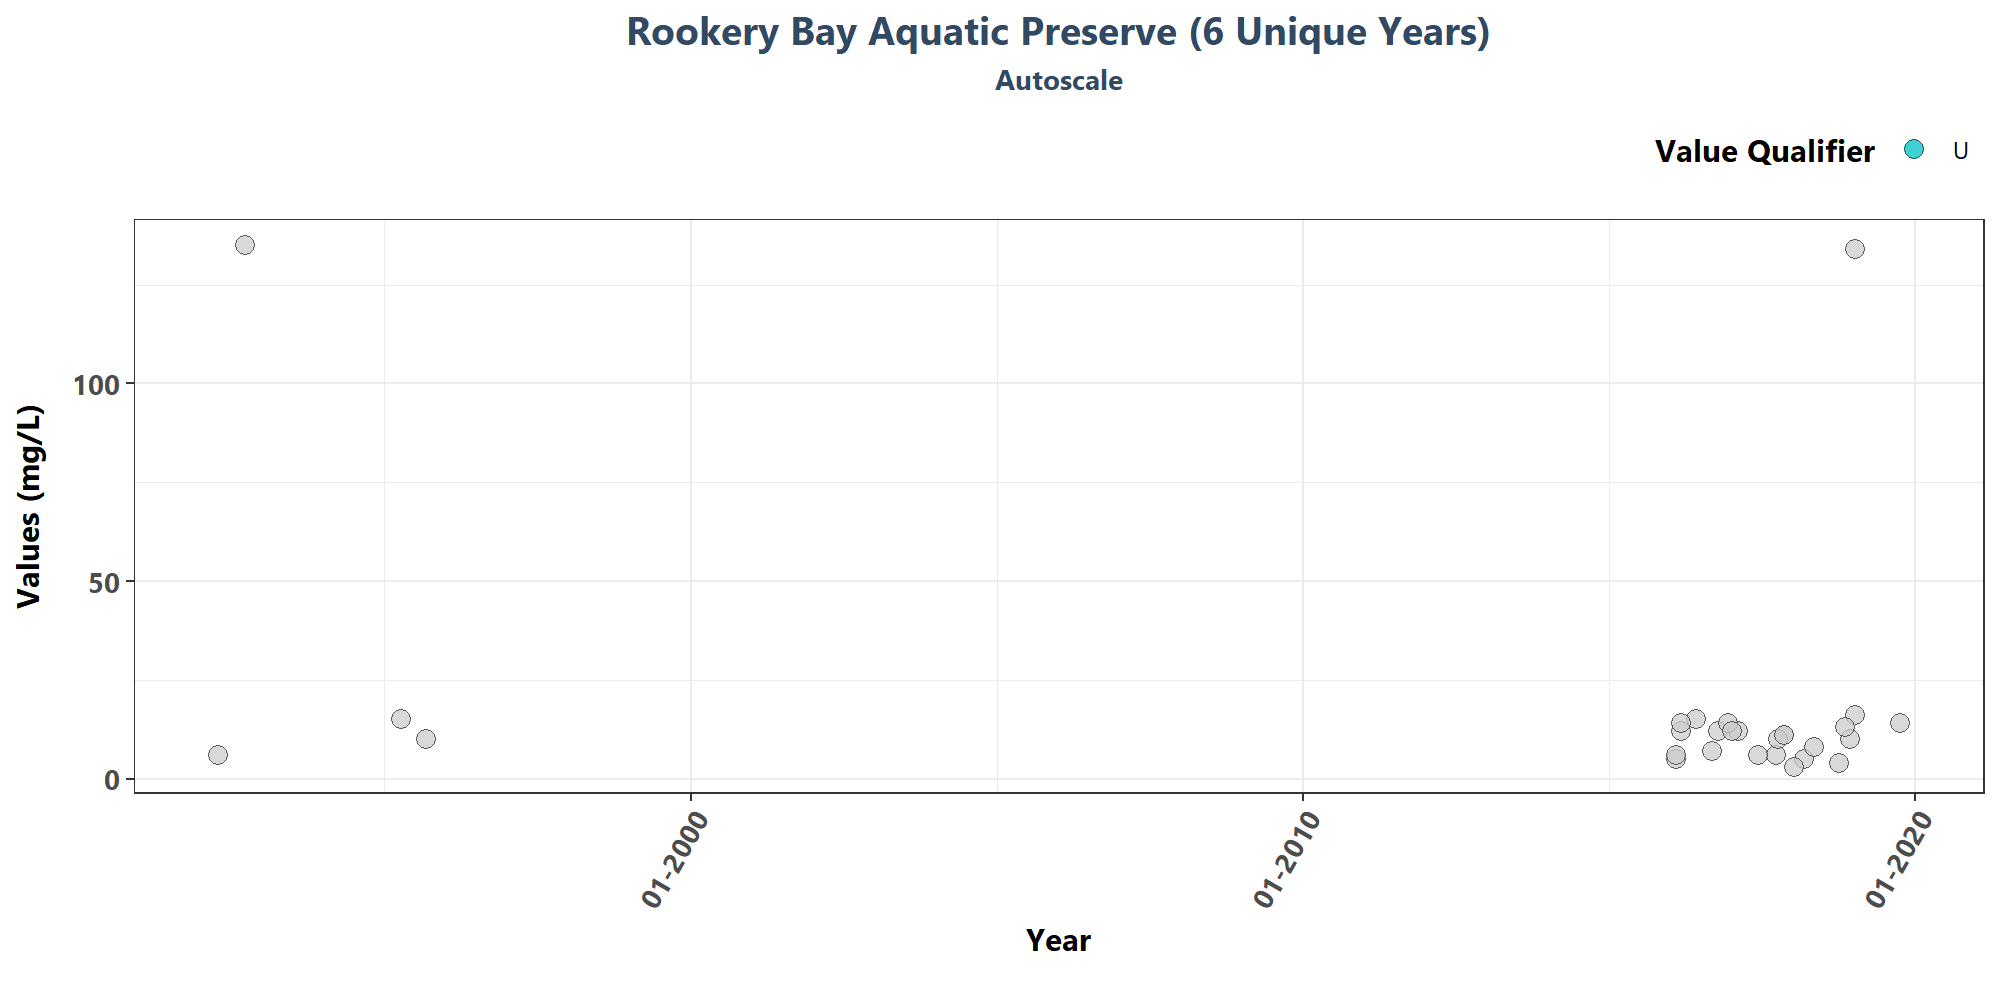 Rookery Bay Aquatic Preserve (6 Unique Years)
Autoscale
Value Qualifier U
Values (mg/L)
100
50
0
01-2000
01-2010
01-2020
Year